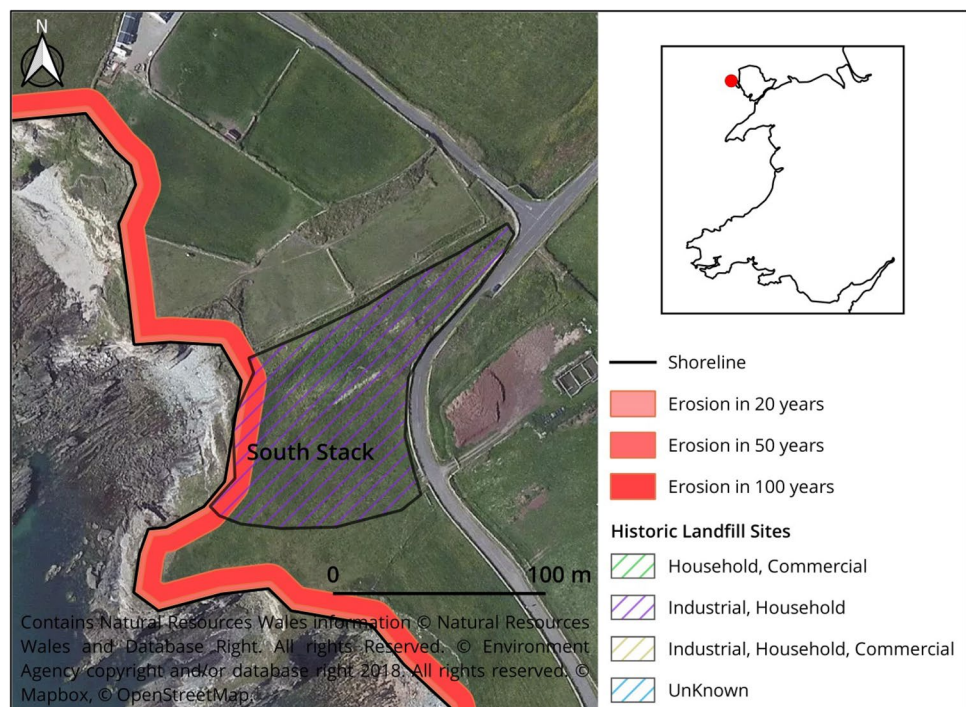 N
South Stack
0 100 m
Contains Natural Resources Wales information © Natural Resources
Wales and Database Right. All rights Reserved. © Environment
Agency copyright and/or database right 2018. All rights reserved. ©
Mapbox, © OpenStreetMap.
Shoreline
Erosion in 20 years
Erosion in 50 years
Erosion in 100 years
Historic Landfill Sites
Household, Commercial
Industrial, Household
Industrial, Household, Commercial
UnKnown